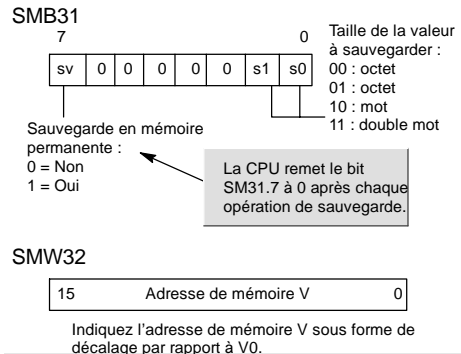 SMB31
7 0
sv 0 0 0 0 0 s1 s0
Taille de la valeur
à sauvegarder :
00 : octet
01 : octet
10 : mot
11 : double mot
Sauvegarde en mémoire
permanente :
0 = Non
1 = Oui
La CPU remet le bit
SM31.7 à 0 après chaque
opération de sauvegarde.
SMW32
15 Adresse de mémoire V 0
Indiquez l'adresse de mémoire V sous forme de
décalage par rapport à V0.